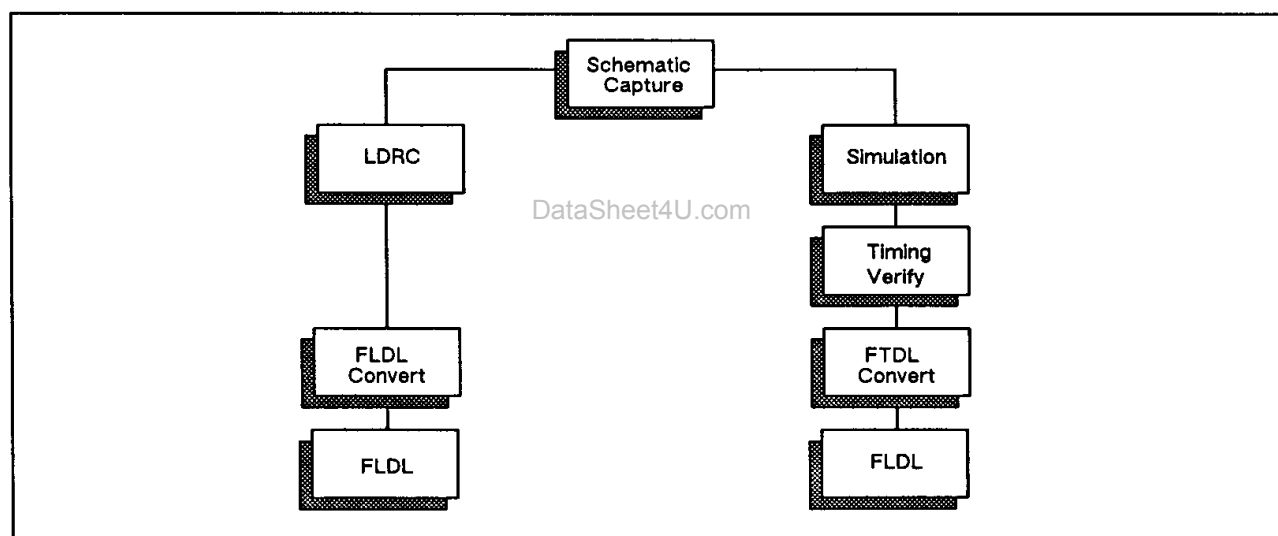 Schematic
Capture
LDRC
Simulation
DataSheet4U.com
Timing
Verify
FLDL
Convert
FTDL
Convert
FLDL
FLDL